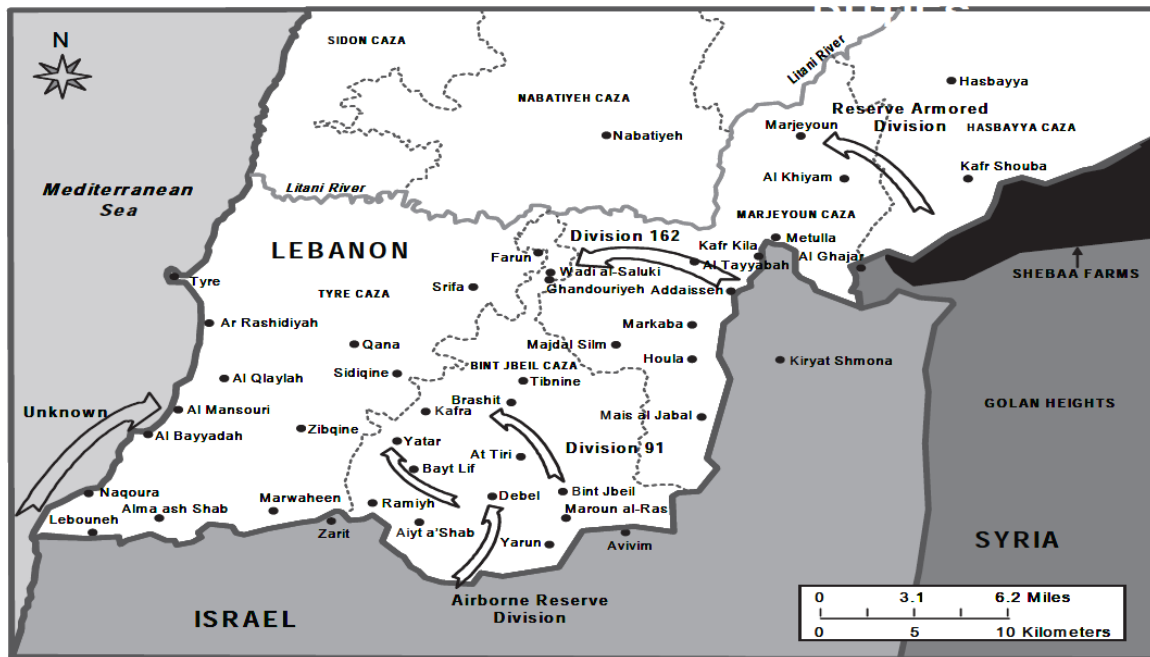 N
SIDON CAZA
Litani River
Hasbayya
NABATIYEH CAZA
Reserve Armored
Division
Marjeyoun
HASBAYYA CAZA
Nabatiyeh
Kafr Shouba
Al Khiyam
Mediterranean
Sea
Litani River
MARJEYOUN CAZA
Division 162
Metulla
LEBANON
Kafr Kila
Farun
Al Ghajar
Al Tayyabah
Wadi al-Saluki
SHEBAA FARMS
Tyre
Ghandouriyeh
Addaisseh
TYRE CAZA
Srifa
Ar Rashidiyah
Markaba
Qana
Majdal Silm
Houla
Kiryat Shmona
BINT JBEIL CAZA
Sidiqine
Al Qlaylah
Tibnine
Brashit
GOLAN HEIGHTS
Unknown
Al Mansouri
Kafra
Mais al Jabal
Al Bayyadah
Zibqine
Yatar
Division 91
At Tiri
Bayt Lif
Naqoura
Debel
Bint Jbeil
Alma ash Shab
Marwaheen
Ramiyh
Maroun al-Ras
Lebouneh
Zarit
Aiyt a'Shab
Yarun
Avivim
SYRIA
Airborne Reserve
Division
ISRAEL
0 3.1 6.2 Miles
0 5 10 Kilometers